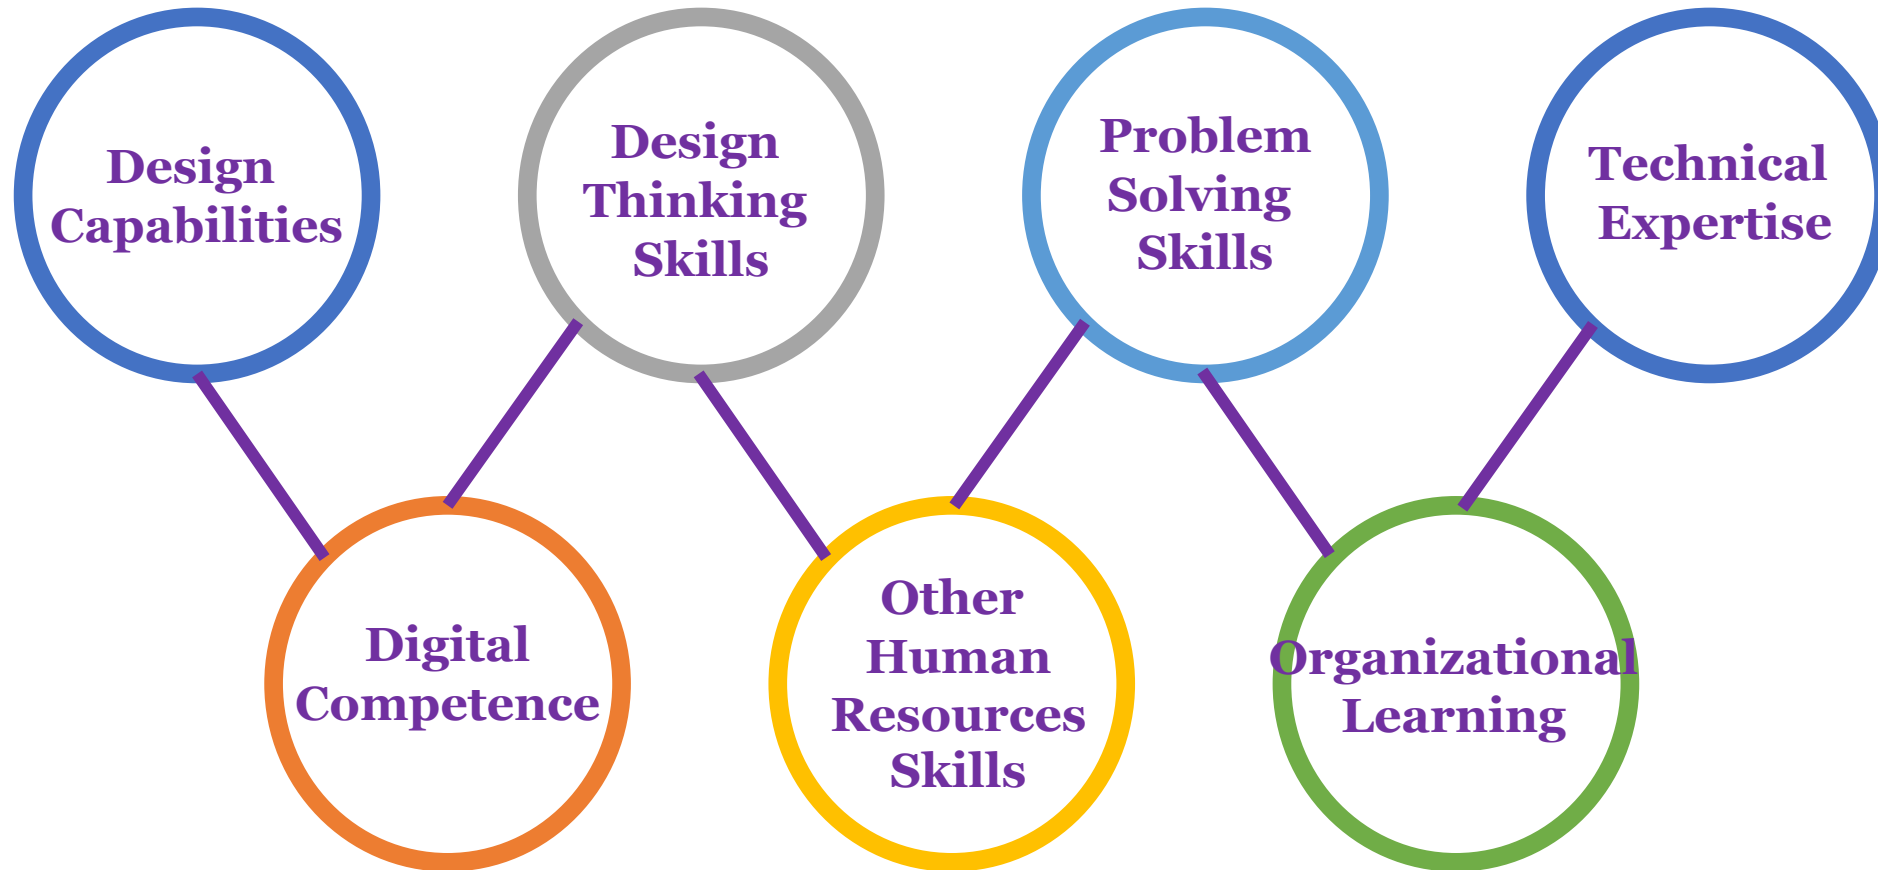 Design
Capabilities
Design
Thinking
Skills
Problem
Solving
Skills
Technical
Expertise
Digital
Competence
Other
Human
Resources
Skills
Organizational
Learning